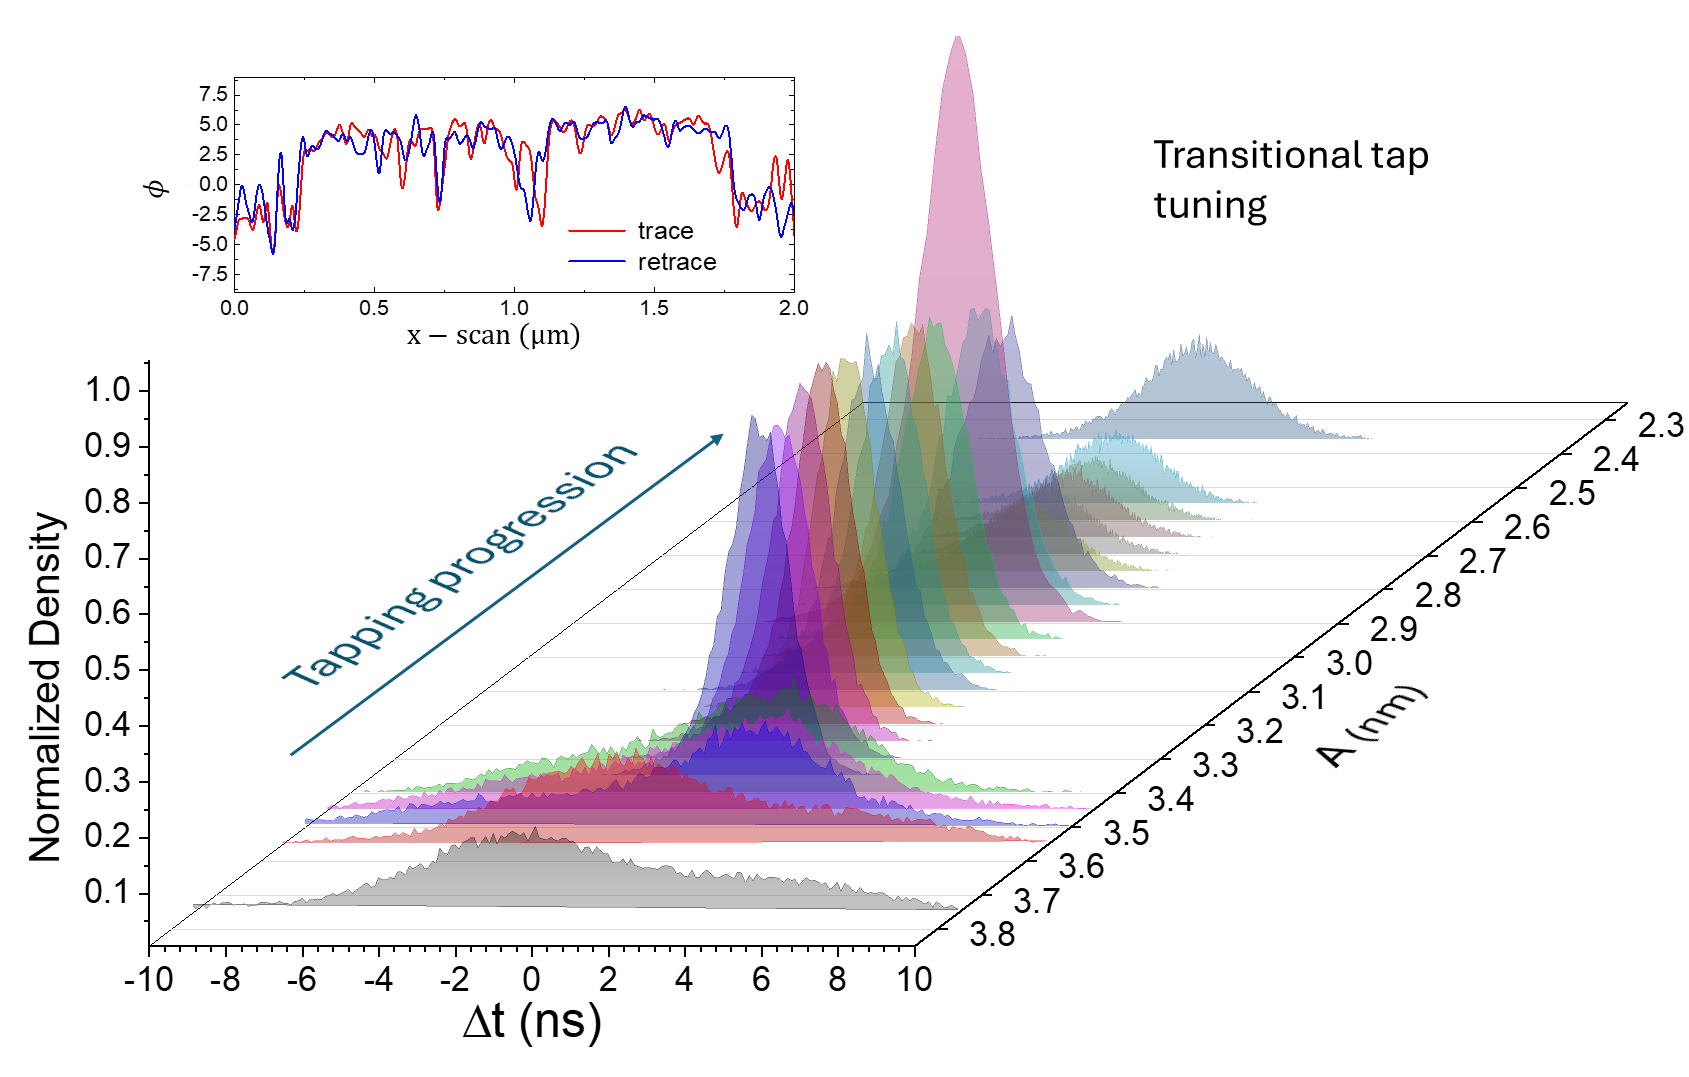 7.5
5.0
2.5
0.0
-2.5
-5.0
-7.5
ϕ
trace
retrace
0.0 0.5 1.0 1.5 2.0
x − scan (μm)
Transitional tap
tuning
Tapping progression
Normalized Density
1.0
0.9
0.8
0.7
0.6
0.5
0.4
0.3
0.2
0.1
-10 -8 -6 -4 -2 0 2 4 6 8 10
Δt (ns)
2.3
2.4
2.5
2.6
2.7
2.8
2.9
3.0
3.1
3.2
3.3
3.4
3.5
3.6
3.7
3.8
A (nm)